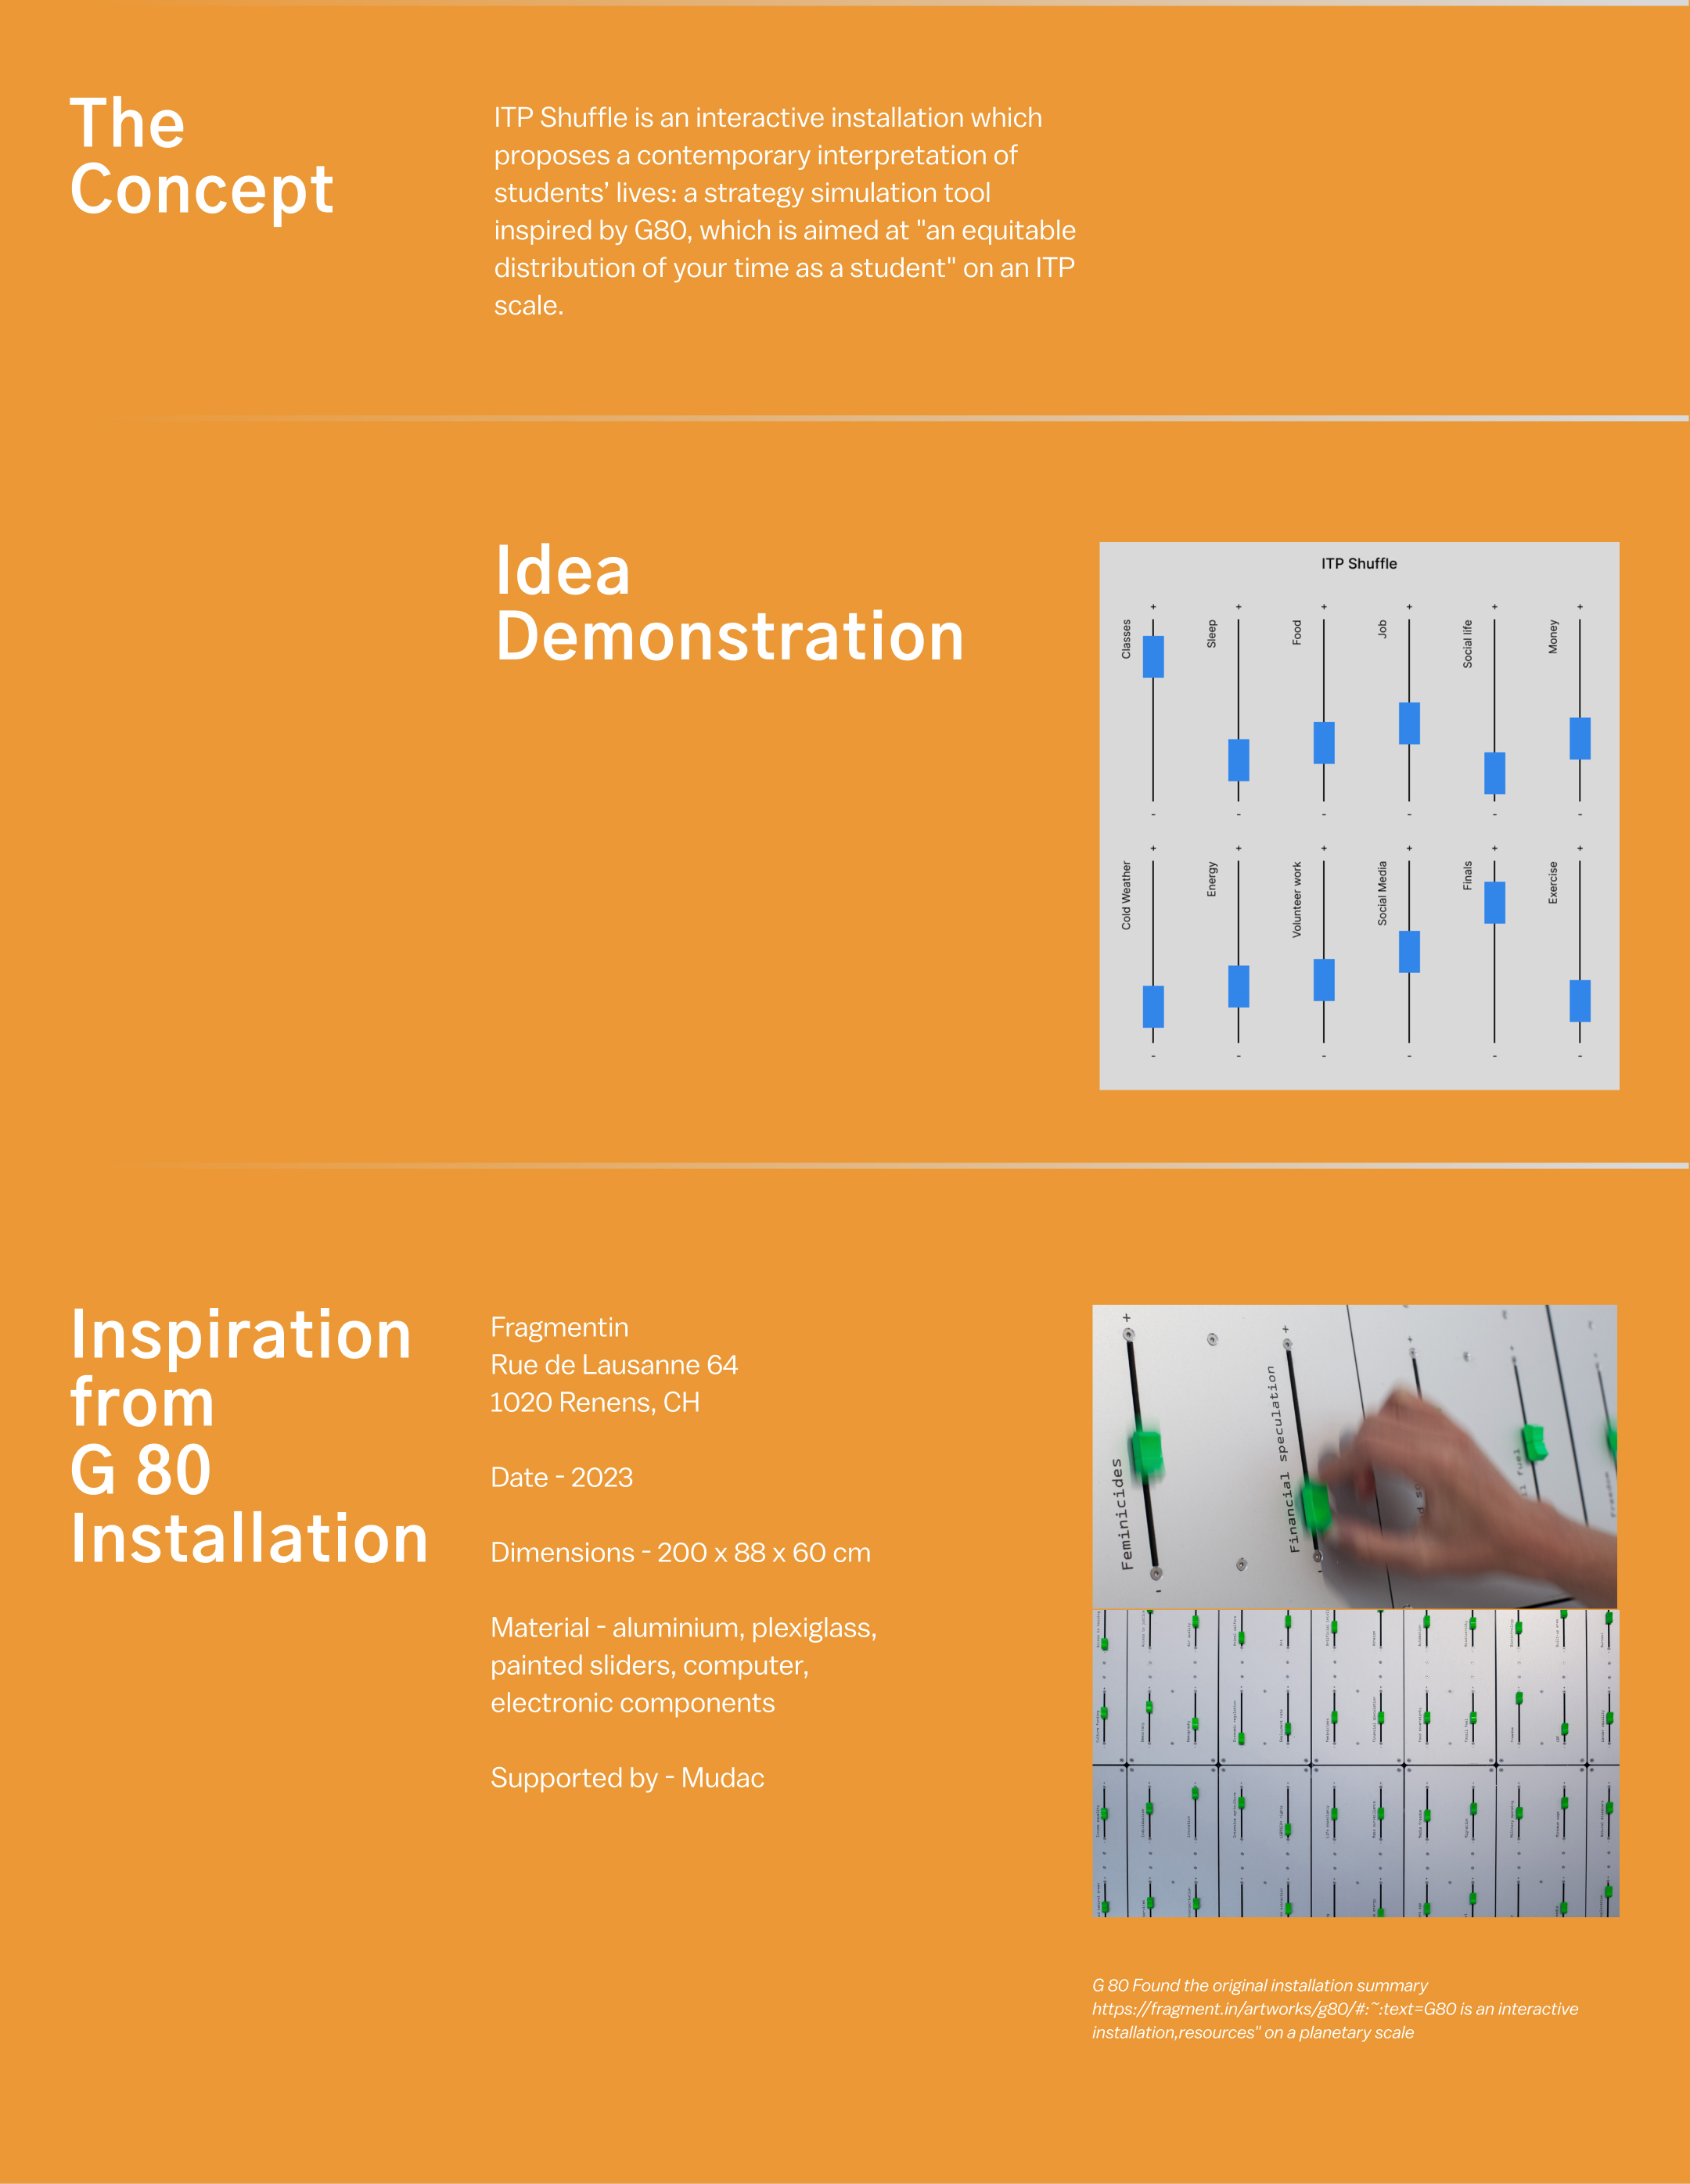 The
Concept
ITP Shuffle is an interactive installation which
proposes a contemporary interpretation of
students’ lives: a strategy simulation tool
inspired by G80, which is aimed at "an equitable
distribution of your time as a student" on an ITP
scale.
Idea
Demonstration
ITP Shuffle
+ + + + + +
Classes
Sleep
Food
Job
Social life
Money
- - - - - -
+ + + + + +
Cold Weather
Energy
Volunteer work
Social Media
Finals
Exercise
- - - - - -
Inspiration
from
G 80
Installation
Fragmentin
Rue de Lausanne 64
1020 Renens, CH
Date - 2023
Dimensions - 200 x 88 x 60 cm
Material - aluminium, plexiglass,
painted sliders, computer,
electronic components
Supported by - Mudac
Feminicides
Financial speculation
fuel
G 80 Found the original installation summary
https://fragment.in/artworks/g80/#:~:text=G80 is an interactive
installation,resources" on a planetary scale